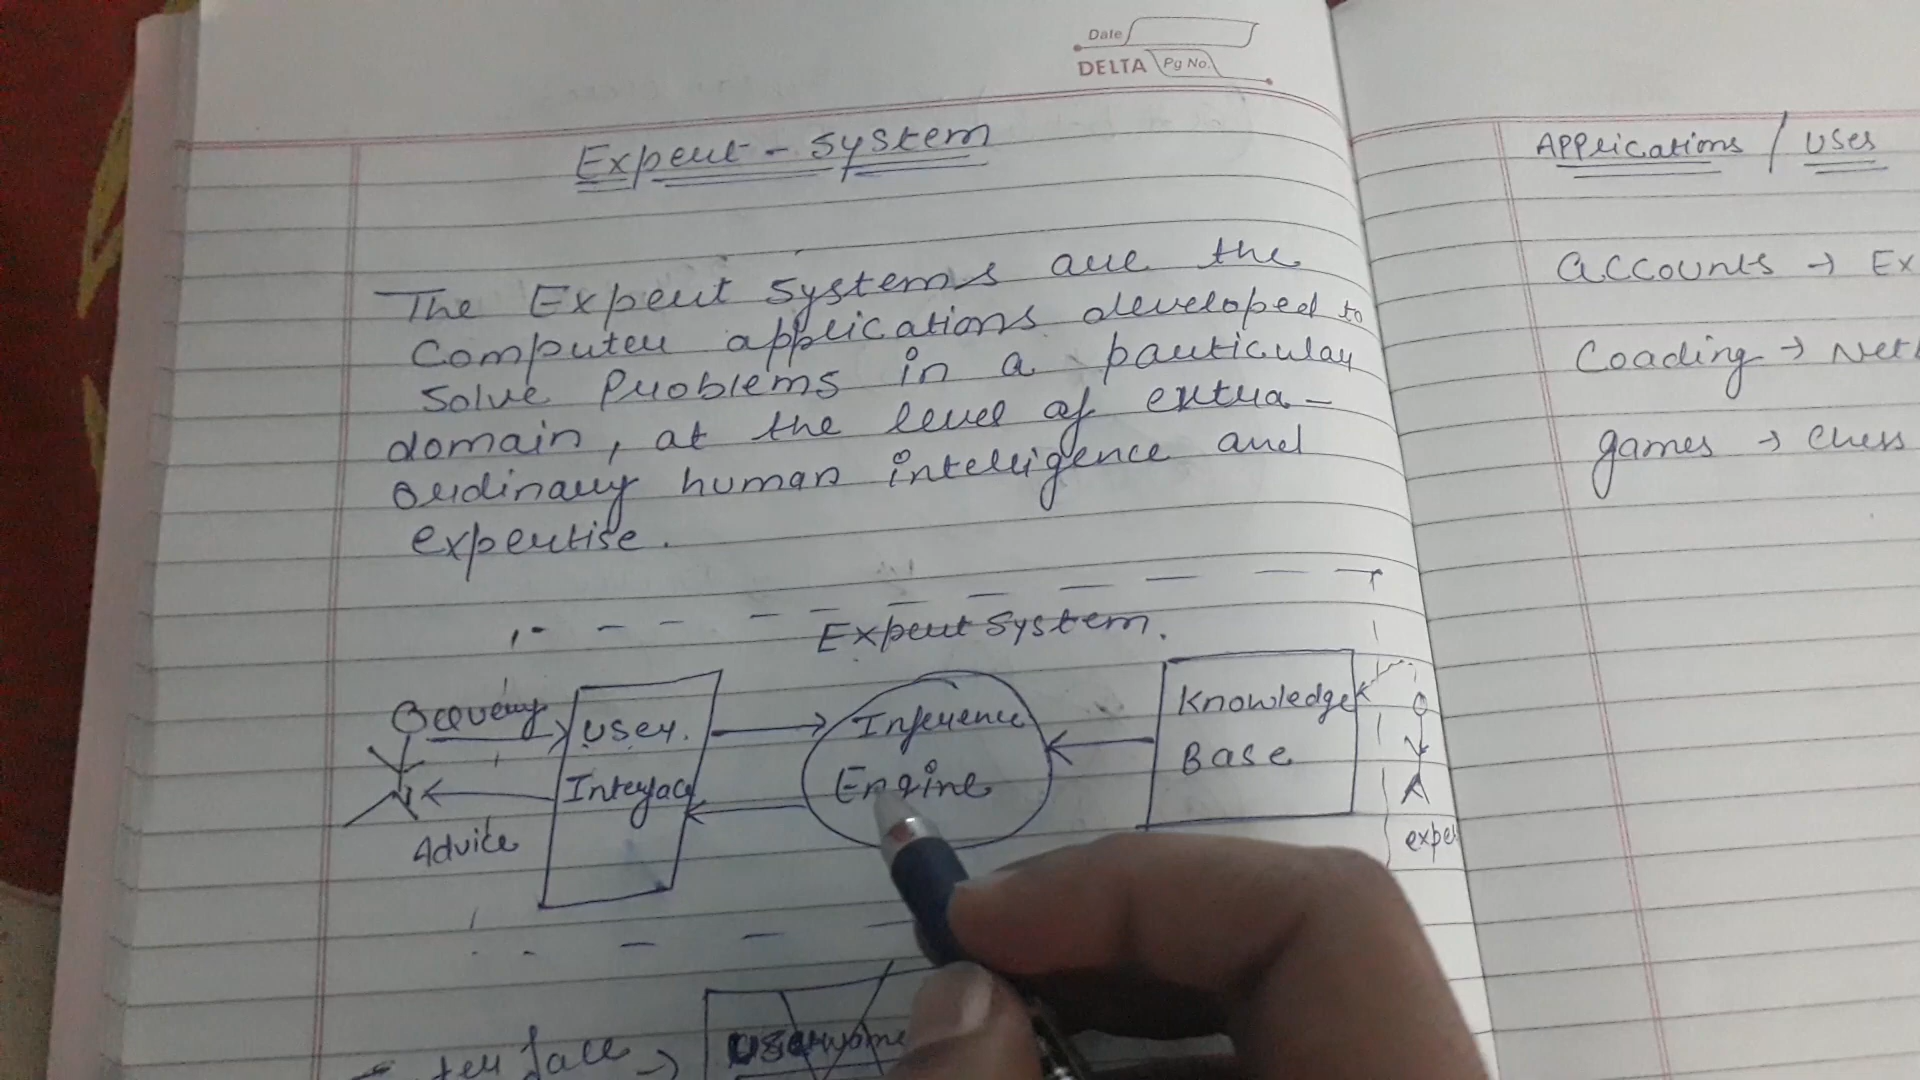 Date
DELTA Pg No.
Expert - System
The Expert Systems are the
Computer applications developed to
Solve Problems in a particular
domain, at the level of extra-
ordinary human intelligence and
expertise.
Expert System.
Query
User
Interface
Advice
Inference
Engine
Knowledge
Base
expe
username
Applications / Uses
Accounts → Ex
Coading →
games → Chess